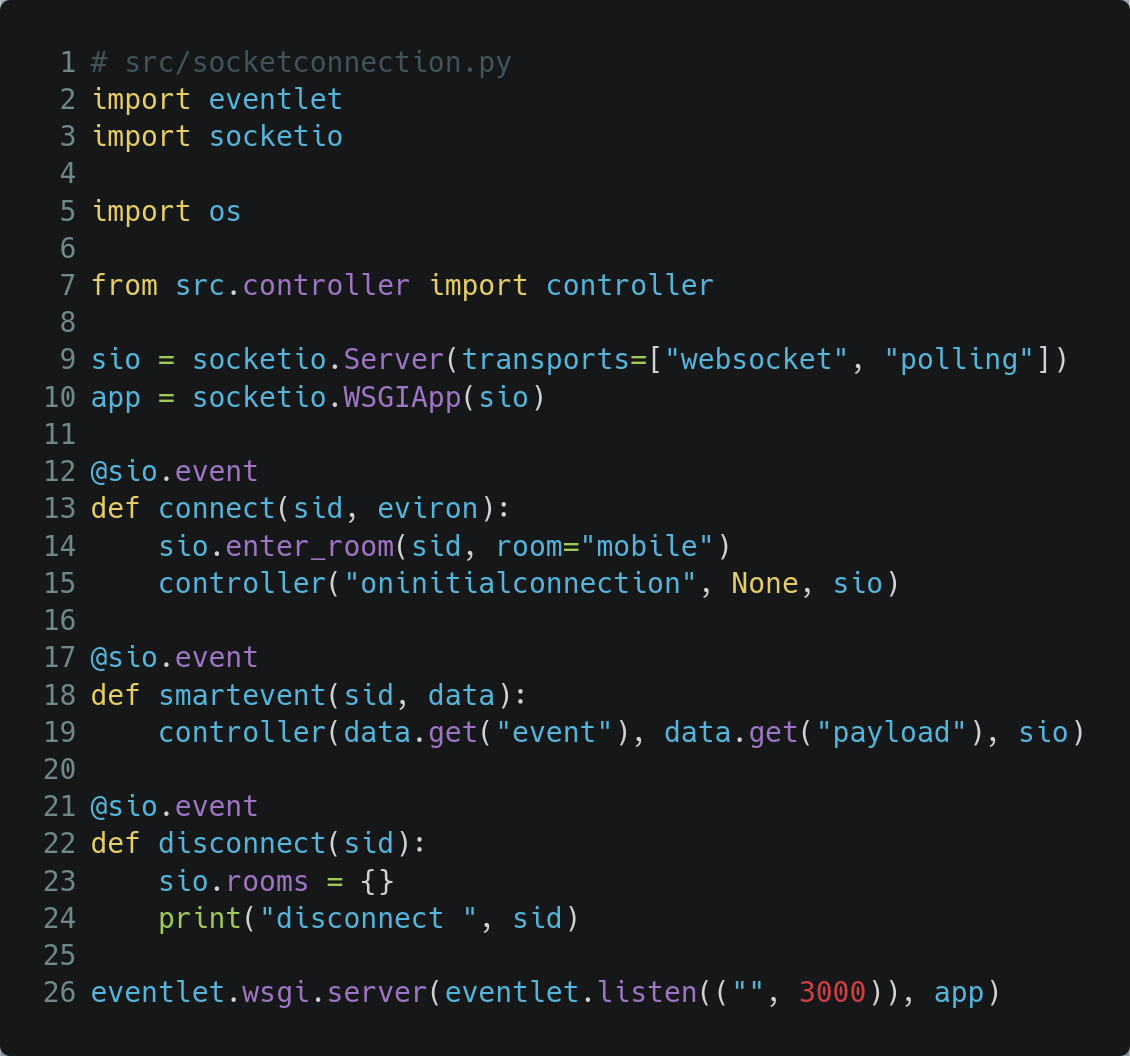 1 # src/socketconnection.py
2 import eventlet
3 import socketio
4
5 import os
6
7 from src.controller import controller
8
9 sio = socketio.Server(transports=["websocket", "polling"])
10 app = socketio.WSGIApp(sio)
11
12 @sio.event
13 def connect(sid, eviron):
14     sio.enter_room(sid, room="mobile")
15     controller("oninitialconnection", None, sio)
16
17 @sio.event
18 def smartevent(sid, data):
19     controller(data.get("event"), data.get("payload"), sio)
20
21 @sio.event
22 def disconnect(sid):
23     sio.rooms = {}
24     print("disconnect ", sid)
25
26 eventlet.wsgi.server(eventlet.listen(("", 3000)), app)